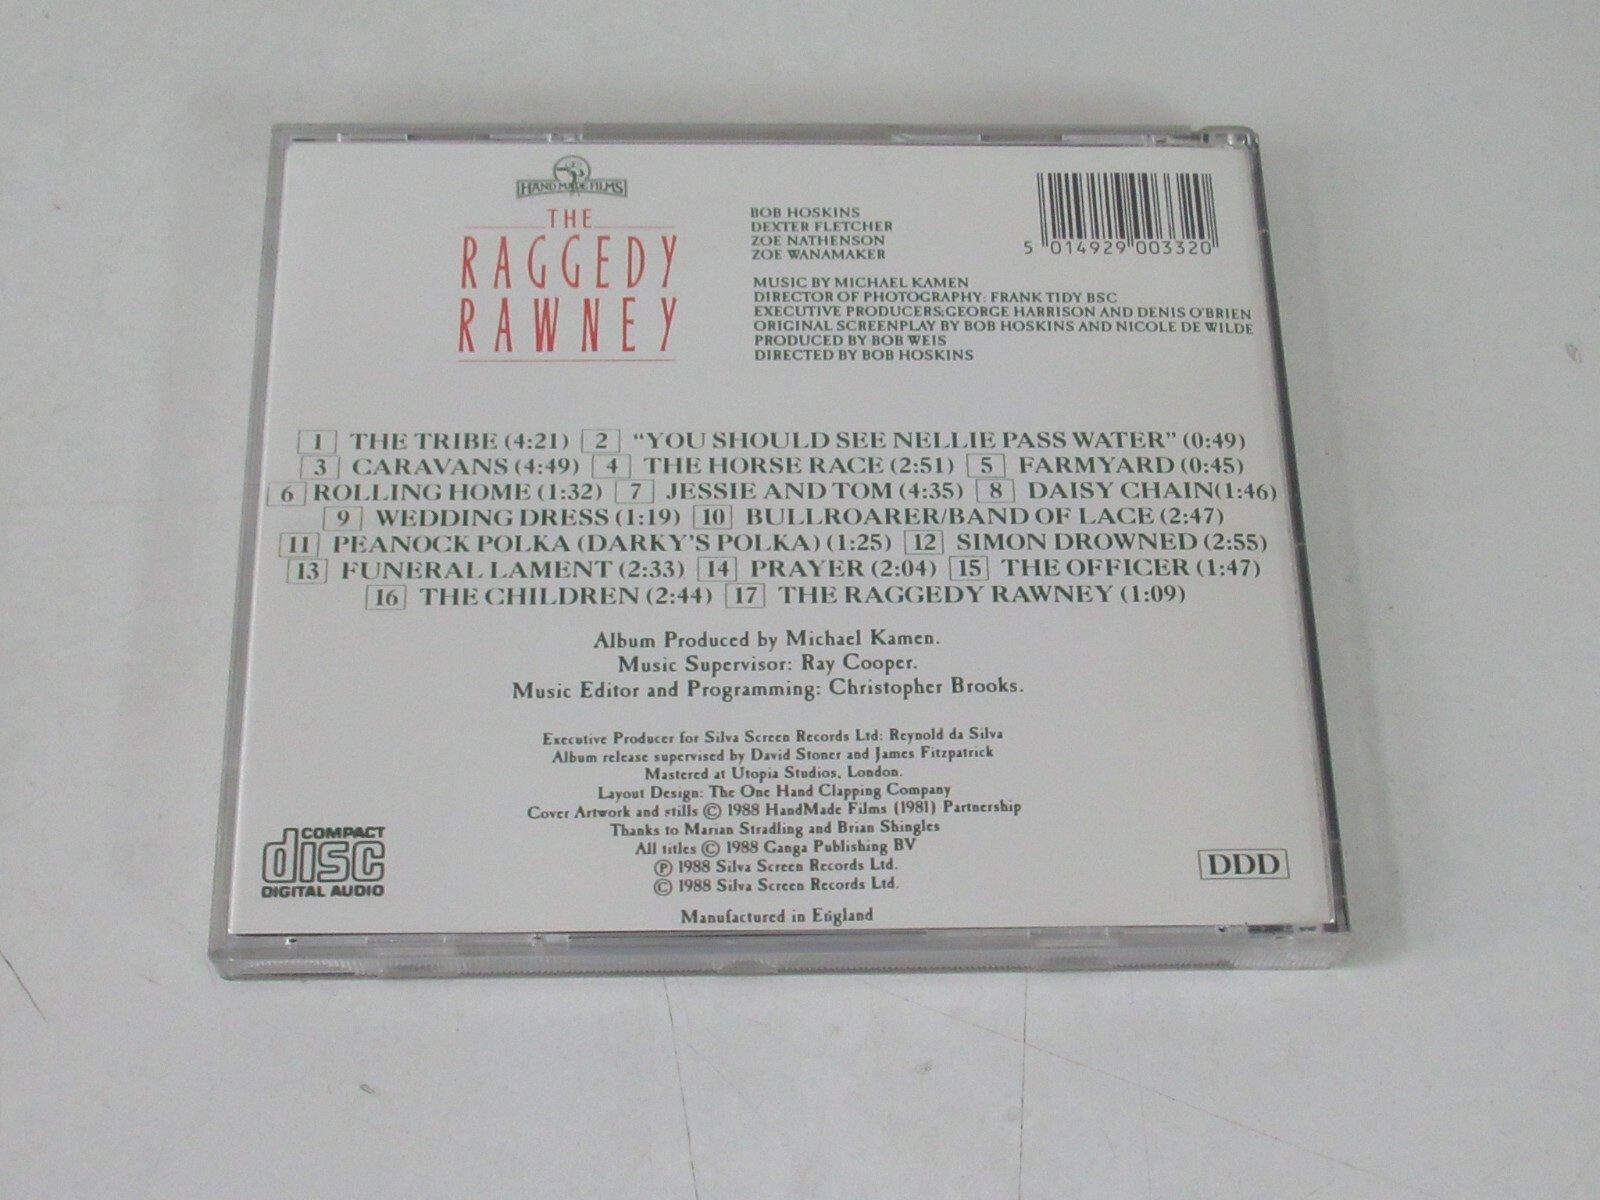 HAND MADE FILMS
THE
RAGGEDY
RAWNEY
BOB HOSKINS
DEXTER FLETCHER
ZOE NATHENSON
ZOE WANAMAKER
MUSIC BY MICHAEL KAMEN
DIRECTOR OF PHOTOGRAPHY: FRANK TIDY BSC
EXECUTIVE PRODUCERS:GEORGE HARRISON AND DENIS O'BRIEN
ORIGINAL SCREENPLAY BY BOB HOSKINS AND NICOLE DE WILDE
PRODUCED BY BOB WEIS
DIRECTED BY BOB HOSKINS
5 014929 003320
1 THE TRIBE (4:21) 2 "YOU SHOULD SEE NELLIE PASS WATER" (0:49)
3 CARAVANS (4:49) 4 THE HORSE RACE (2:51) 5 FARMYARD (0:45)
6 ROLLING HOME (1:32) 7 JESSIE AND TOM (4:35) 8 DAISY CHAIN(1:46)
9 WEDDING DRESS (1:19) 10 BULLROARER/BAND OF LACE (2:47)
11 PEANOCK POLKA (DARKY'S POLKA) (1:25) 12 SIMON DROWNED (2:55)
13 FUNERAL LAMENT (2:33) 14 PRAYER (2:04) 15 THE OFFICER (1:47)
16 THE CHILDREN (2:44) 17 THE RAGGEDY RAWNEY (1:09)
Album Produced by Michael Kamen.
Music Supervisor: Ray Cooper.
Music Editor and Programming: Christopher Brooks.
Executive Producer for Silva Screen Records Ltd: Reynold da Silva
Album release supervised by David Stoner and James Fitzpatrick
Mastered at Utopia Studios, London.
Layout Design: The One Hand Clapping Company
Cover Artwork and stills © 1988 HandMade Films (1981) Partnership
Thanks to Marian Stradling and Brian Shingles
All titles © 1988 Ganga Publishing BV
℗ 1988 Silva Screen Records Ltd.
© 1988 Silva Screen Records Ltd.
Manufactured in England
COMPACT
disc
DIGITAL AUDIO
DDD